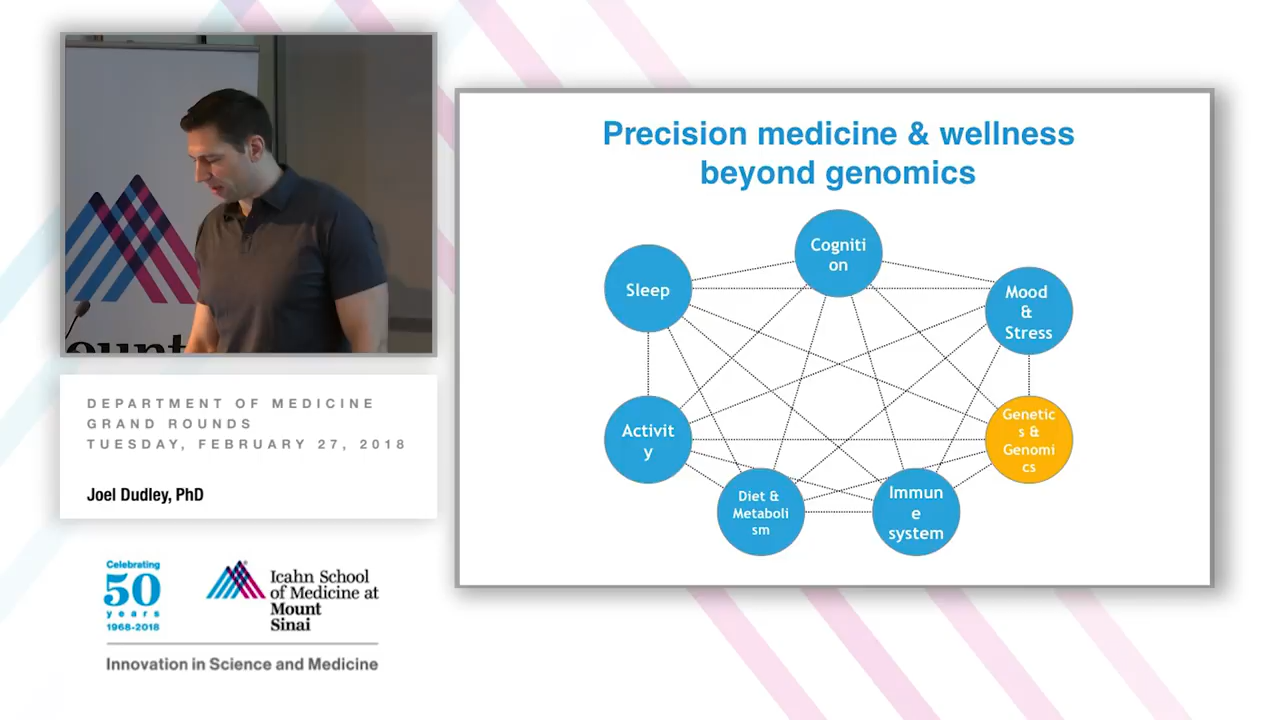 ount
DEPARTMENT OF MEDICINE
GRAND ROUNDS
TUESDAY, FEBRUARY 27, 2018
Joel Dudley, PhD
Celebrating
50
years
1968-2018
Icahn School
of Medicine at
Mount
Sinai
Innovation in Science and Medicine
Precision medicine & wellness
beyond genomics
Cogniti
on
Sleep
Mood
&
Stress
Activit
y
Genetic
s &
Genomi
cs
Diet &
Metaboli
sm
Immun
e
system